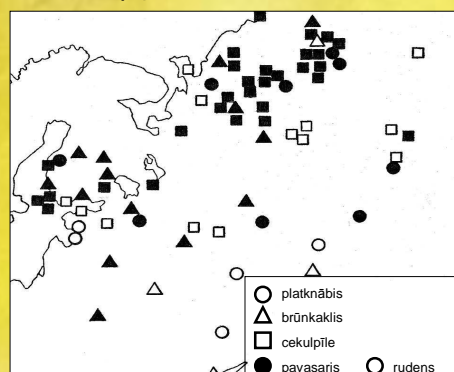 platknābis
brūnkaklis
cekulpīle
pavasaris rudens